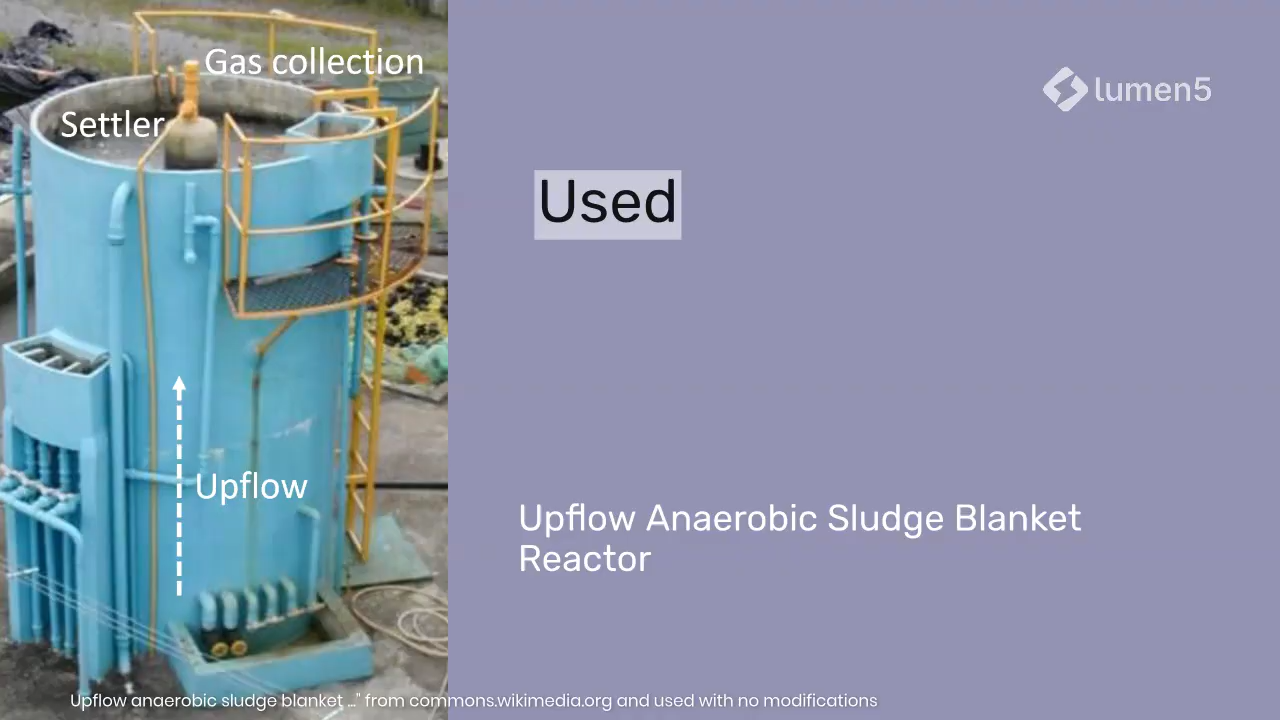 Gas collection
Settler
Upflow
lumen5
Used
Upflow Anaerobic Sludge Blanket
Reactor
Upflow anaerobic sludge blanket ..." from commons.wikimedia.org and used with no modifications